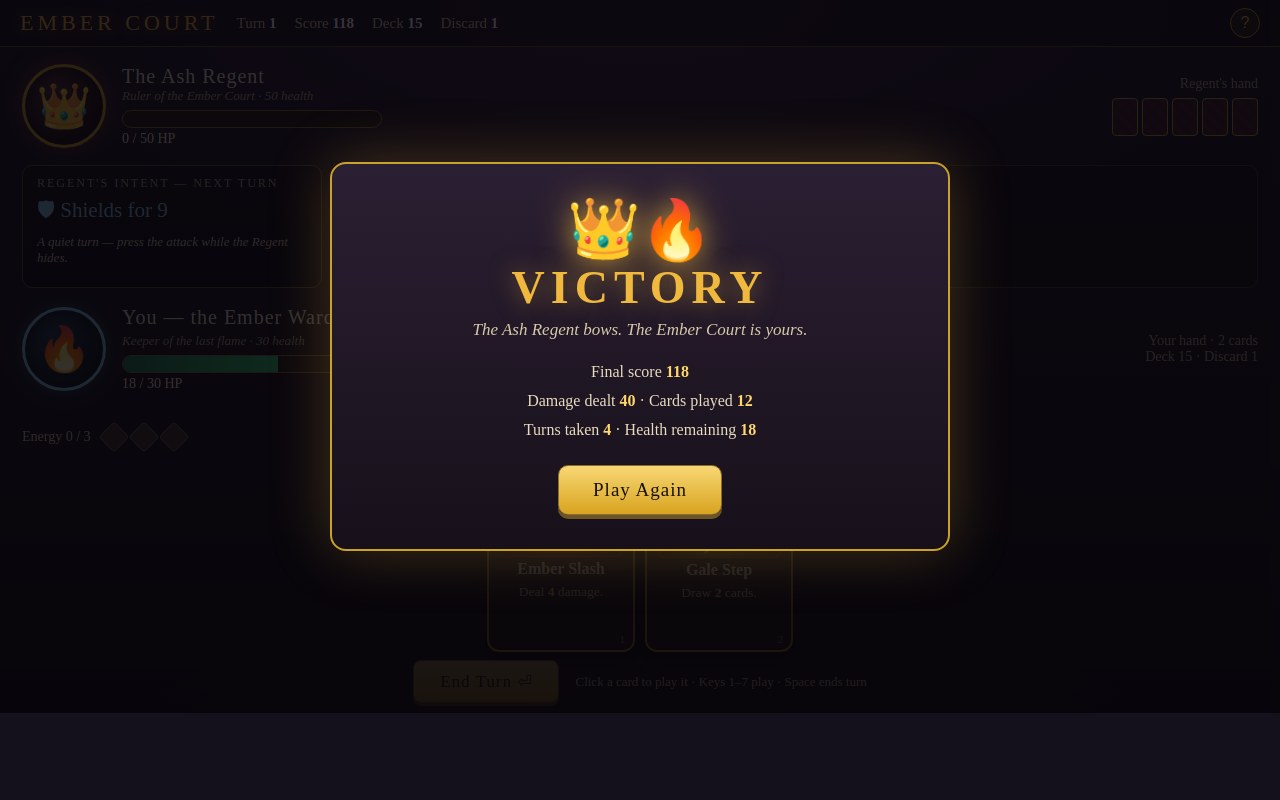 EMBER COURT Turn 1 Score 118 Deck 15 Discard 1 ?
The Ash Regent
Ruler of the Ember Court · 50 health
0 / 50 HP
Regent's hand
REGENT'S INTENT — NEXT TURN
Shields for 9
A quiet turn — press the attack while the Regent
hides.
VICTORY
The Ash Regent bows. The Ember Court is yours.
Final score 118
Damage dealt 40 · Cards played 12
Turns taken 4 · Health remaining 18
Play Again
You — the Ember Ward
Keeper of the last flame · 30 health
18 / 30 HP
Your hand · 2 cards
Deck 15 · Discard 1
Energy 0 / 3
Ember Slash
Deal 4 damage.
1
Gale Step
Draw 2 cards.
2
End Turn ⏎
Click a card to play it · Keys 1–7 play · Space ends turn